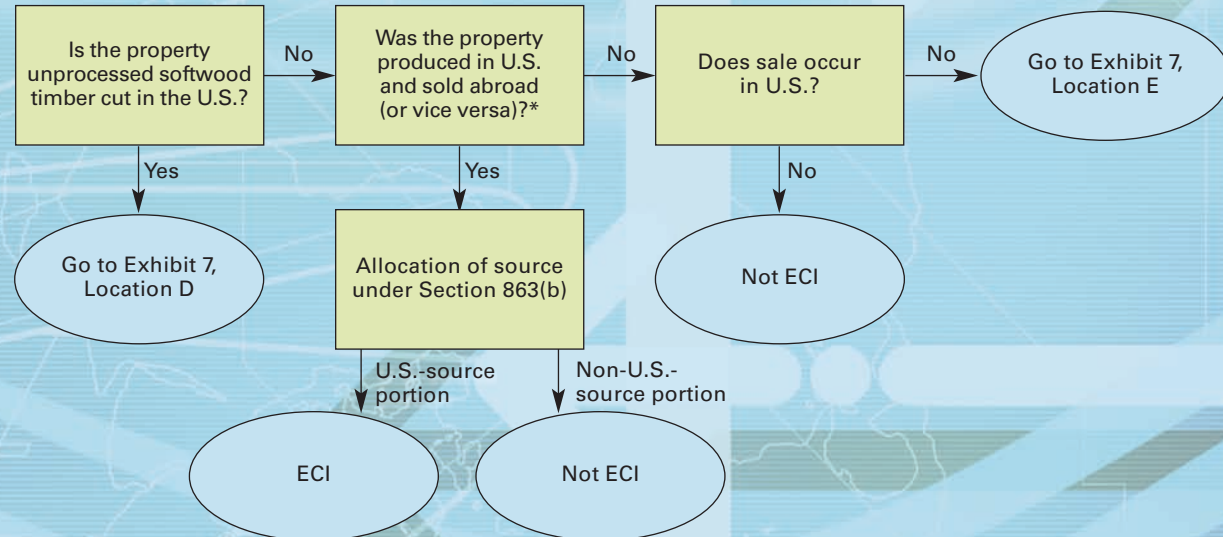 Is the property
unprocessed softwood
timber cut in the U.S.?
No
Was the property
produced in U.S.
and sold abroad
(or vice versa)?*
No
Does sale occur
in U.S.?
No
Go to Exhibit 7,
Location E
Yes
Yes
No
Go to Exhibit 7,
Location D
Allocation of source
under Section 863(b)
Not ECI
U.S.-source
portion
Non-U.S.-
source portion
ECI
Not ECI